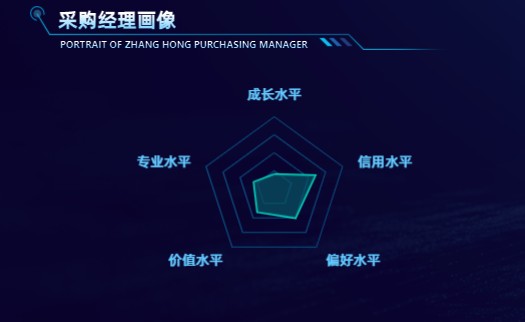 采购经理画像
PORTRAIT OF ZHANG HONG PURCHASING MANAGER
成长水平
专业水平
信用水平
价值水平
偏好水平